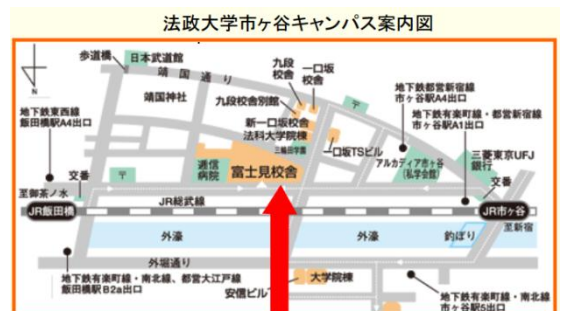 法政大学市ヶ谷キャンパス案内図
歩道橋
日本武道館
靖国通り
九段
校舎
一口坂
校舎
靖国神社
九段校舎別館
地下鉄都営新宿線
市ヶ谷駅A4出口
地下鉄東西線
飯田橋駅A4出口
新一口坂校舎
法科大学院棟
地下鉄有楽町線・都営新宿線
市ヶ谷駅A1出口
三輪田学園
一口坂TSビル
アルカディア市ヶ谷
(私学会館)
三菱東京UFJ
銀行
〒
〒
交番
逓信
病院
富士見校舎
交番
至御茶ノ水
JR総武線
JR飯田橋
JR市ヶ谷
至新宿
外濠
外濠
釣ぼり
外堀通り
地下鉄有楽町線・南北線、都営大江戸線
飯田橋駅B2a出口
大学院棟
安信ビル
地下鉄有楽町線・南北線
市ヶ谷駅5出口